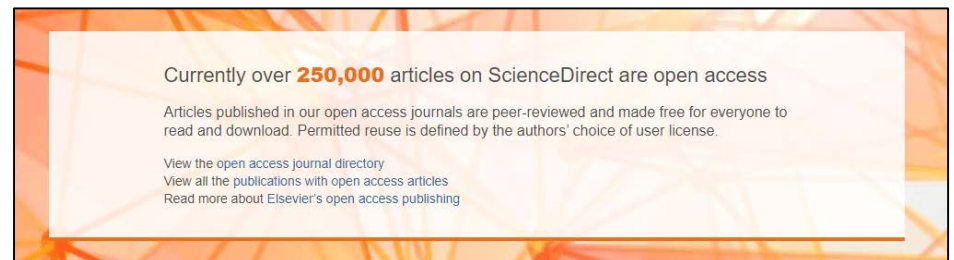 Currently over 250,000 articles on ScienceDirect are open access
Articles published in our open access journals are peer-reviewed and made free for everyone to
read and download. Permitted reuse is defined by the authors' choice of user license.
View the open access journal directory
View all the publications with open access articles
Read more about Elsevier's open access publishing